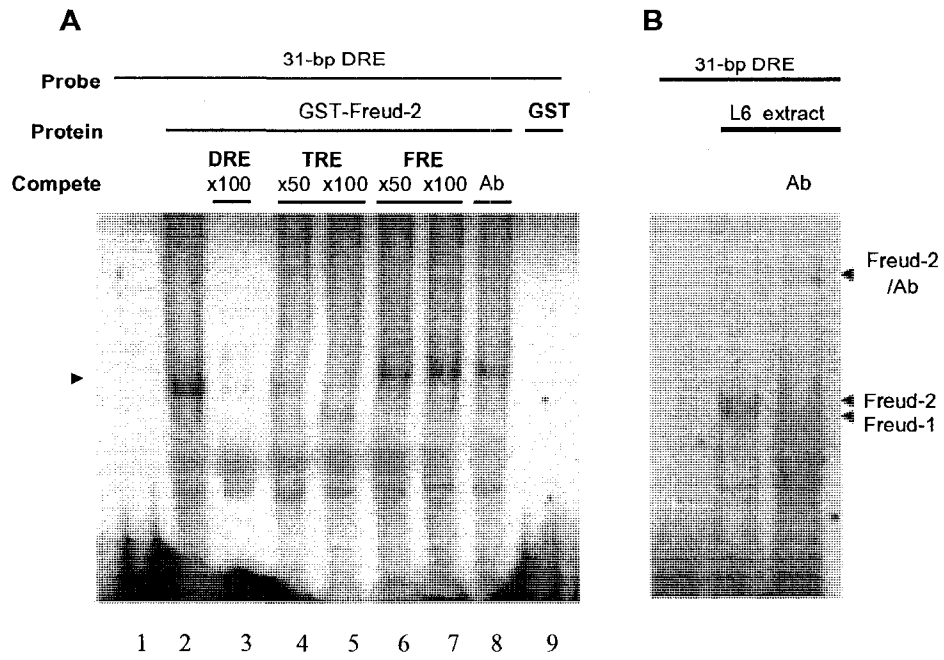 A
31-bp DRE
Probe
GST-Freud-2 GST
Protein
DRE TRE FRE
Compete x100 x50 x100 x50 x100 Ab
1 2 3 4 5 6 7 8 9
B
31-bp DRE
L6 extract
Ab
Freud-2
/Ab
Freud-2
Freud-1